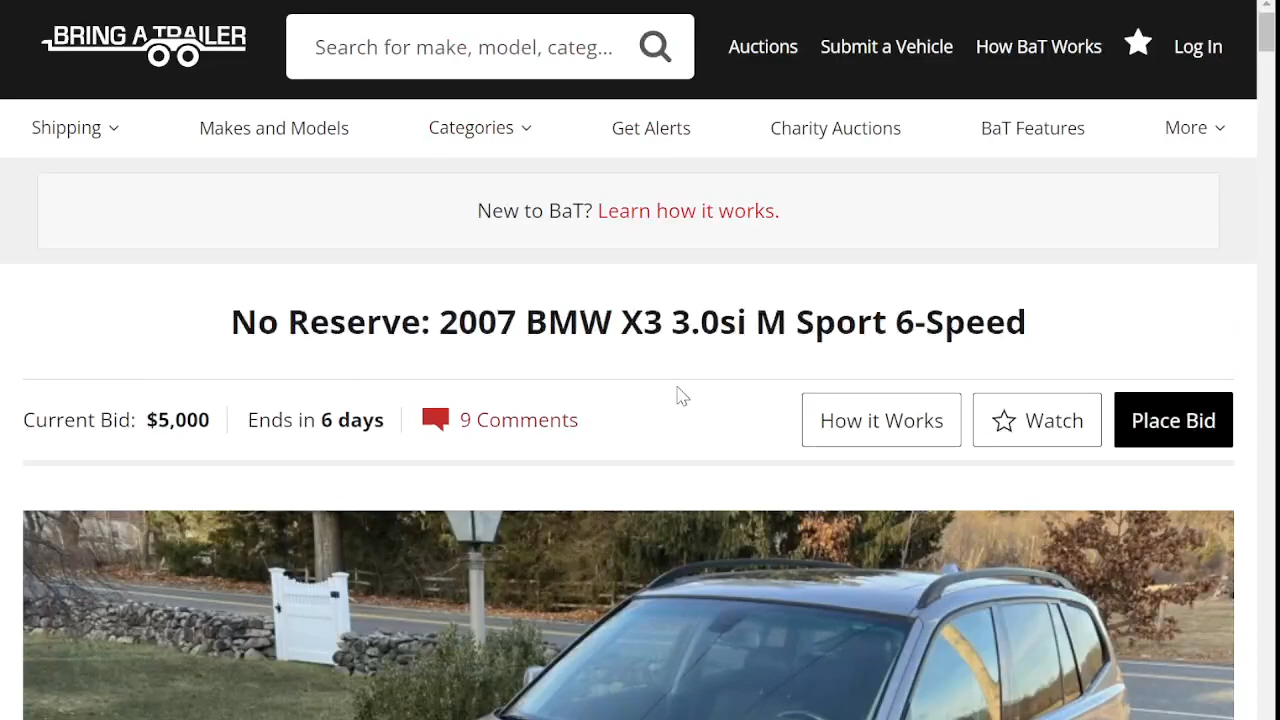 BRING A TRAILER
Search for make, model, categ...
Auctions Submit a Vehicle How BaT Works Log In
Shipping Makes and Models Categories Get Alerts Charity Auctions BaT Features More
New to BaT? Learn how it works.
No Reserve: 2007 BMW X3 3.0si M Sport 6-Speed
Current Bid: $5,000 Ends in 6 days 9 Comments How it Works Watch Place Bid